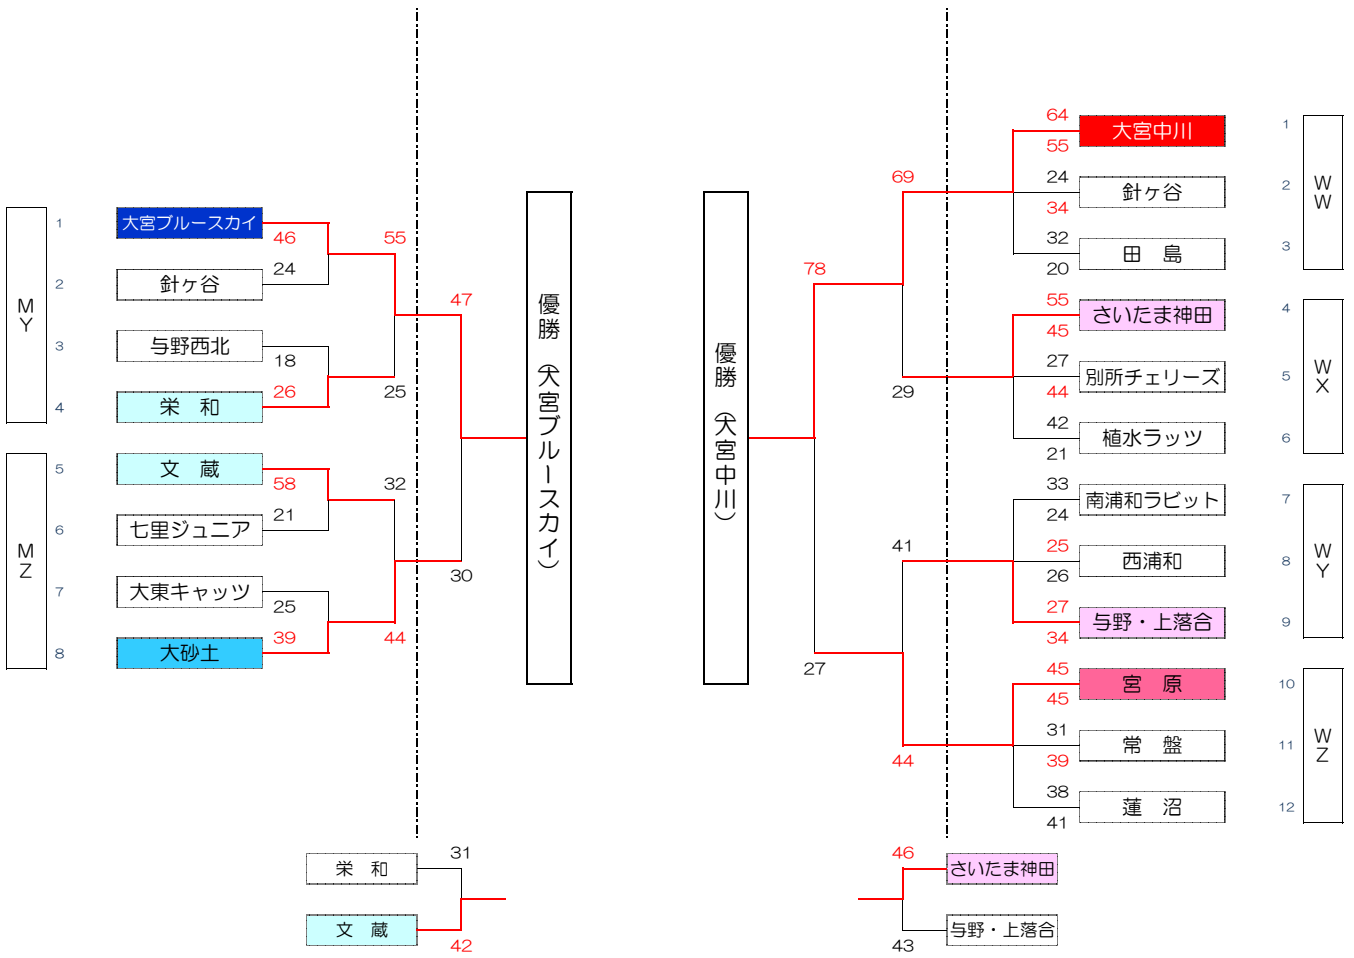 MY
1
大宮ブルースカイ
46
2
針ヶ谷
24
3
与野西北
18
4
栄 和
26
55
25
MZ
5
文 蔵
58
6
七里ジュニア
21
7
大東キャッツ
25
8
大砂土
39
32
44
47
30
優勝 (大宮ブルースカイ)
優勝 (大宮中川)
78
27
69
29
41
44
64
大宮中川
55
1
24
針ヶ谷
34
2
32
田 島
20
3
WW
55
さいたま神田
45
4
27
別所チェリーズ
44
5
42
植水ラッツ
21
6
WX
33
南浦和ラビット
24
7
25
西浦和
26
8
27
与野・上落合
34
9
WY
45
宮 原
45
10
31
常 盤
39
11
38
蓮 沼
41
12
WZ
栄 和
31
文 蔵
42
46
さいたま神田
43
与野・上落合